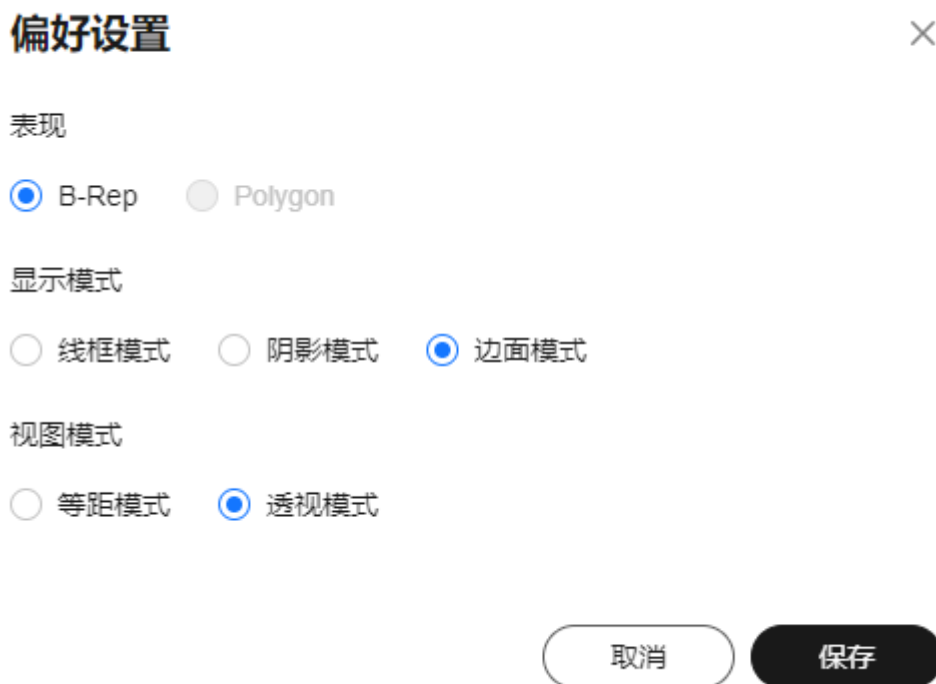 偏好设置
表现
B-Rep Polygon
显示模式
线框模式 阴影模式 边面模式
视图模式
等距模式 透视模式
取消 保存